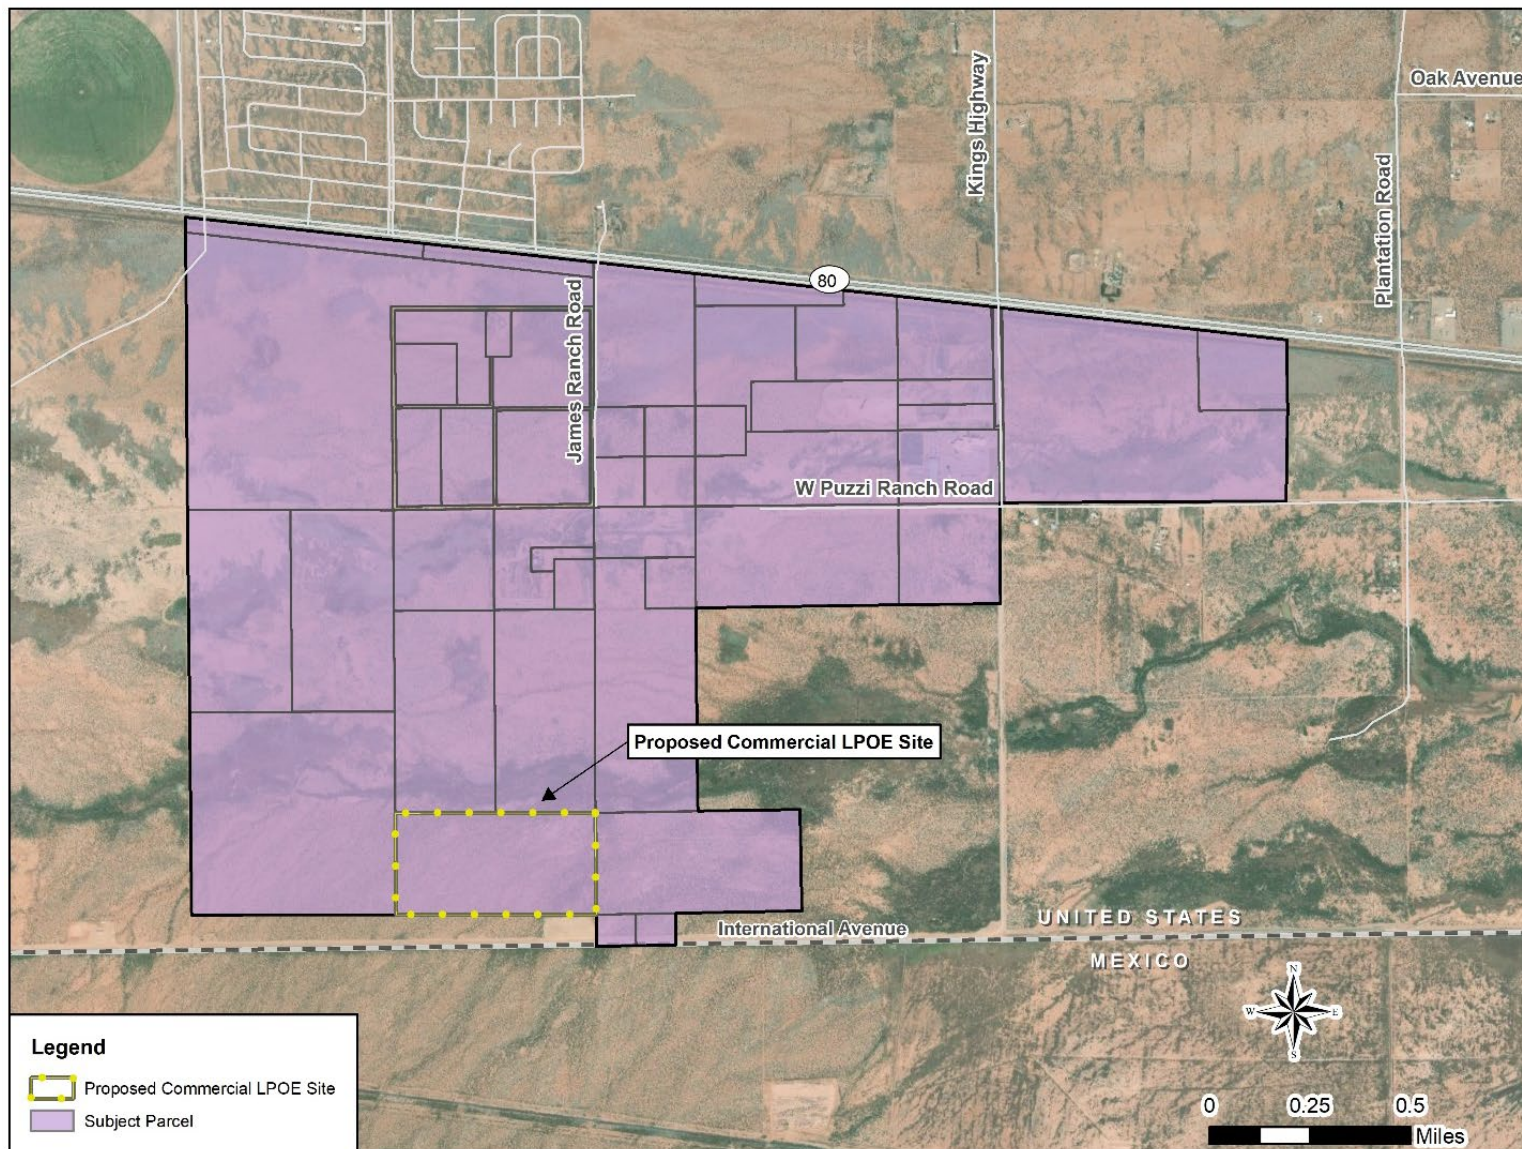 Oak Avenue
Kings Highway
Plantation Road
80
James Ranch Road
W Puzzi Ranch Road
Proposed Commercial LPOE Site
International Avenue
UNITED STATES
MEXICO
N
W
E
S
Legend
Proposed Commercial LPOE Site
Subject Parcel
0 0.25 0.5
Miles